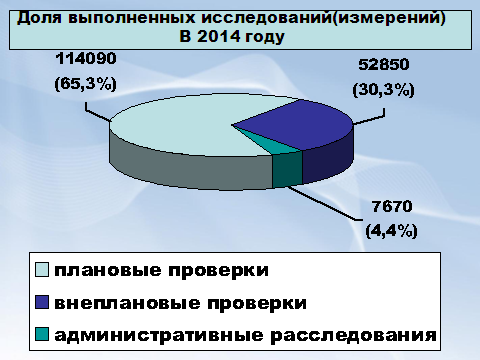 Доля выполненных исследований(измерений)
В 2014 году
114090
(65,3%)
52850
(30,3%)
7670
(4,4%)
плановые проверки
внеплановые проверки
административные расследования